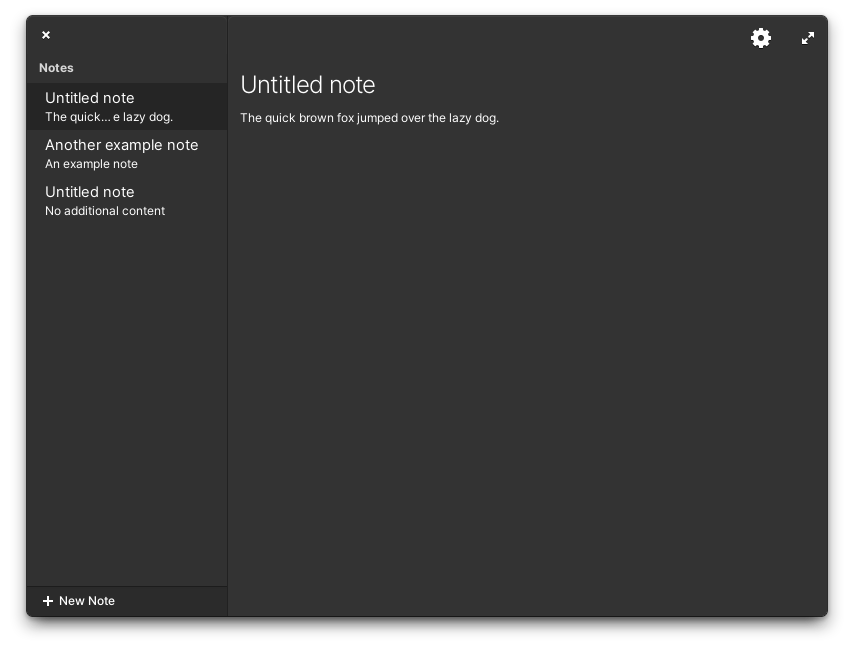 Notes
Untitled note
The quick... e lazy dog.
Another example note
An example note
Untitled note
No additional content
New Note
Untitled note
The quick brown fox jumped over the lazy dog.